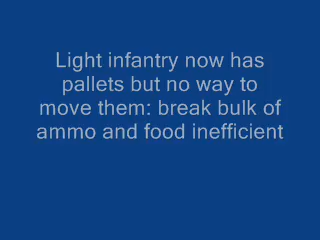 Light infantry now has
pallets but no way to
move them: break bulk of
ammo and food inefficient